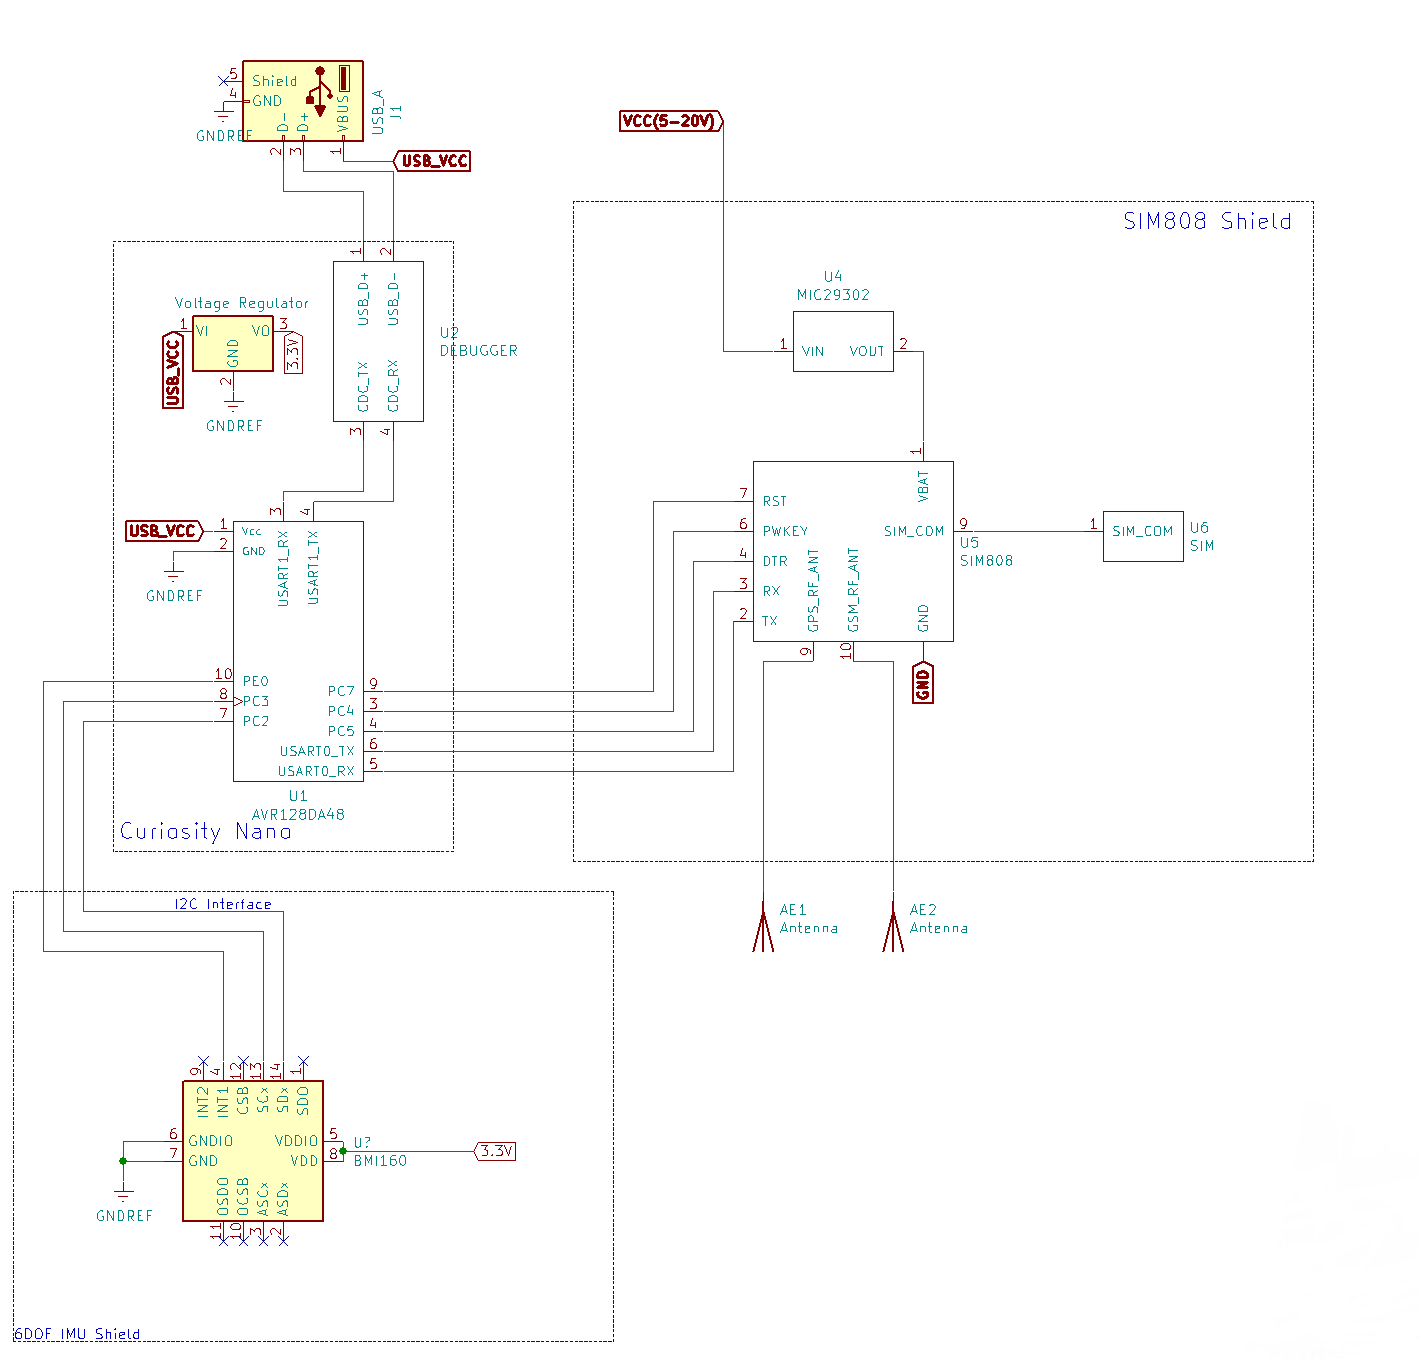 5
Shield
4
GND
GNDREF
D-
D+
VBUS
2
3
1
USB_A
J1
USB_VCC
VCC(5-20V)
SIM808 Shield
1
2
USB_D+
USB_D-
CDC_TX
CDC_RX
3
4
U2
DEBUGGER
Voltage Regulator
1
VI
VO
3
GND
2
USB_VCC
3.3V
GNDREF
U4
MIC29302
1
VIN
VOUT
2
USB_VCC
1
Vcc
2
GND
GNDREF
3
4
USART1_RX
USART1_TX
10
PE0
8
PC3
7
PC2
PC7
9
PC4
3
PC5
4
USART0_TX
6
USART0_RX
5
U1
AVR128DA48
Curiosity Nano
1
VBAT
7
RST
6
PWKEY
4
DTR
3
RX
2
TX
GPS_RF_ANT
GSM_RF_ANT
GND
SIM_COM
9
U5
SIM808
9
10
GND
1
SIM_COM
U6
SIM
AE1
Antenna
AE2
Antenna
I2C Interface
9
4
12
13
14
1
INT2
INT1
CSB
SCx
SDx
SDO
6
GNDIO
7
GND
VDDIO
5
VDD
8
U?
BMI160
3.3V
OSDO
OCSB
ASCx
ASDx
11
10
3
2
GNDREF
6DOF IMU Shield